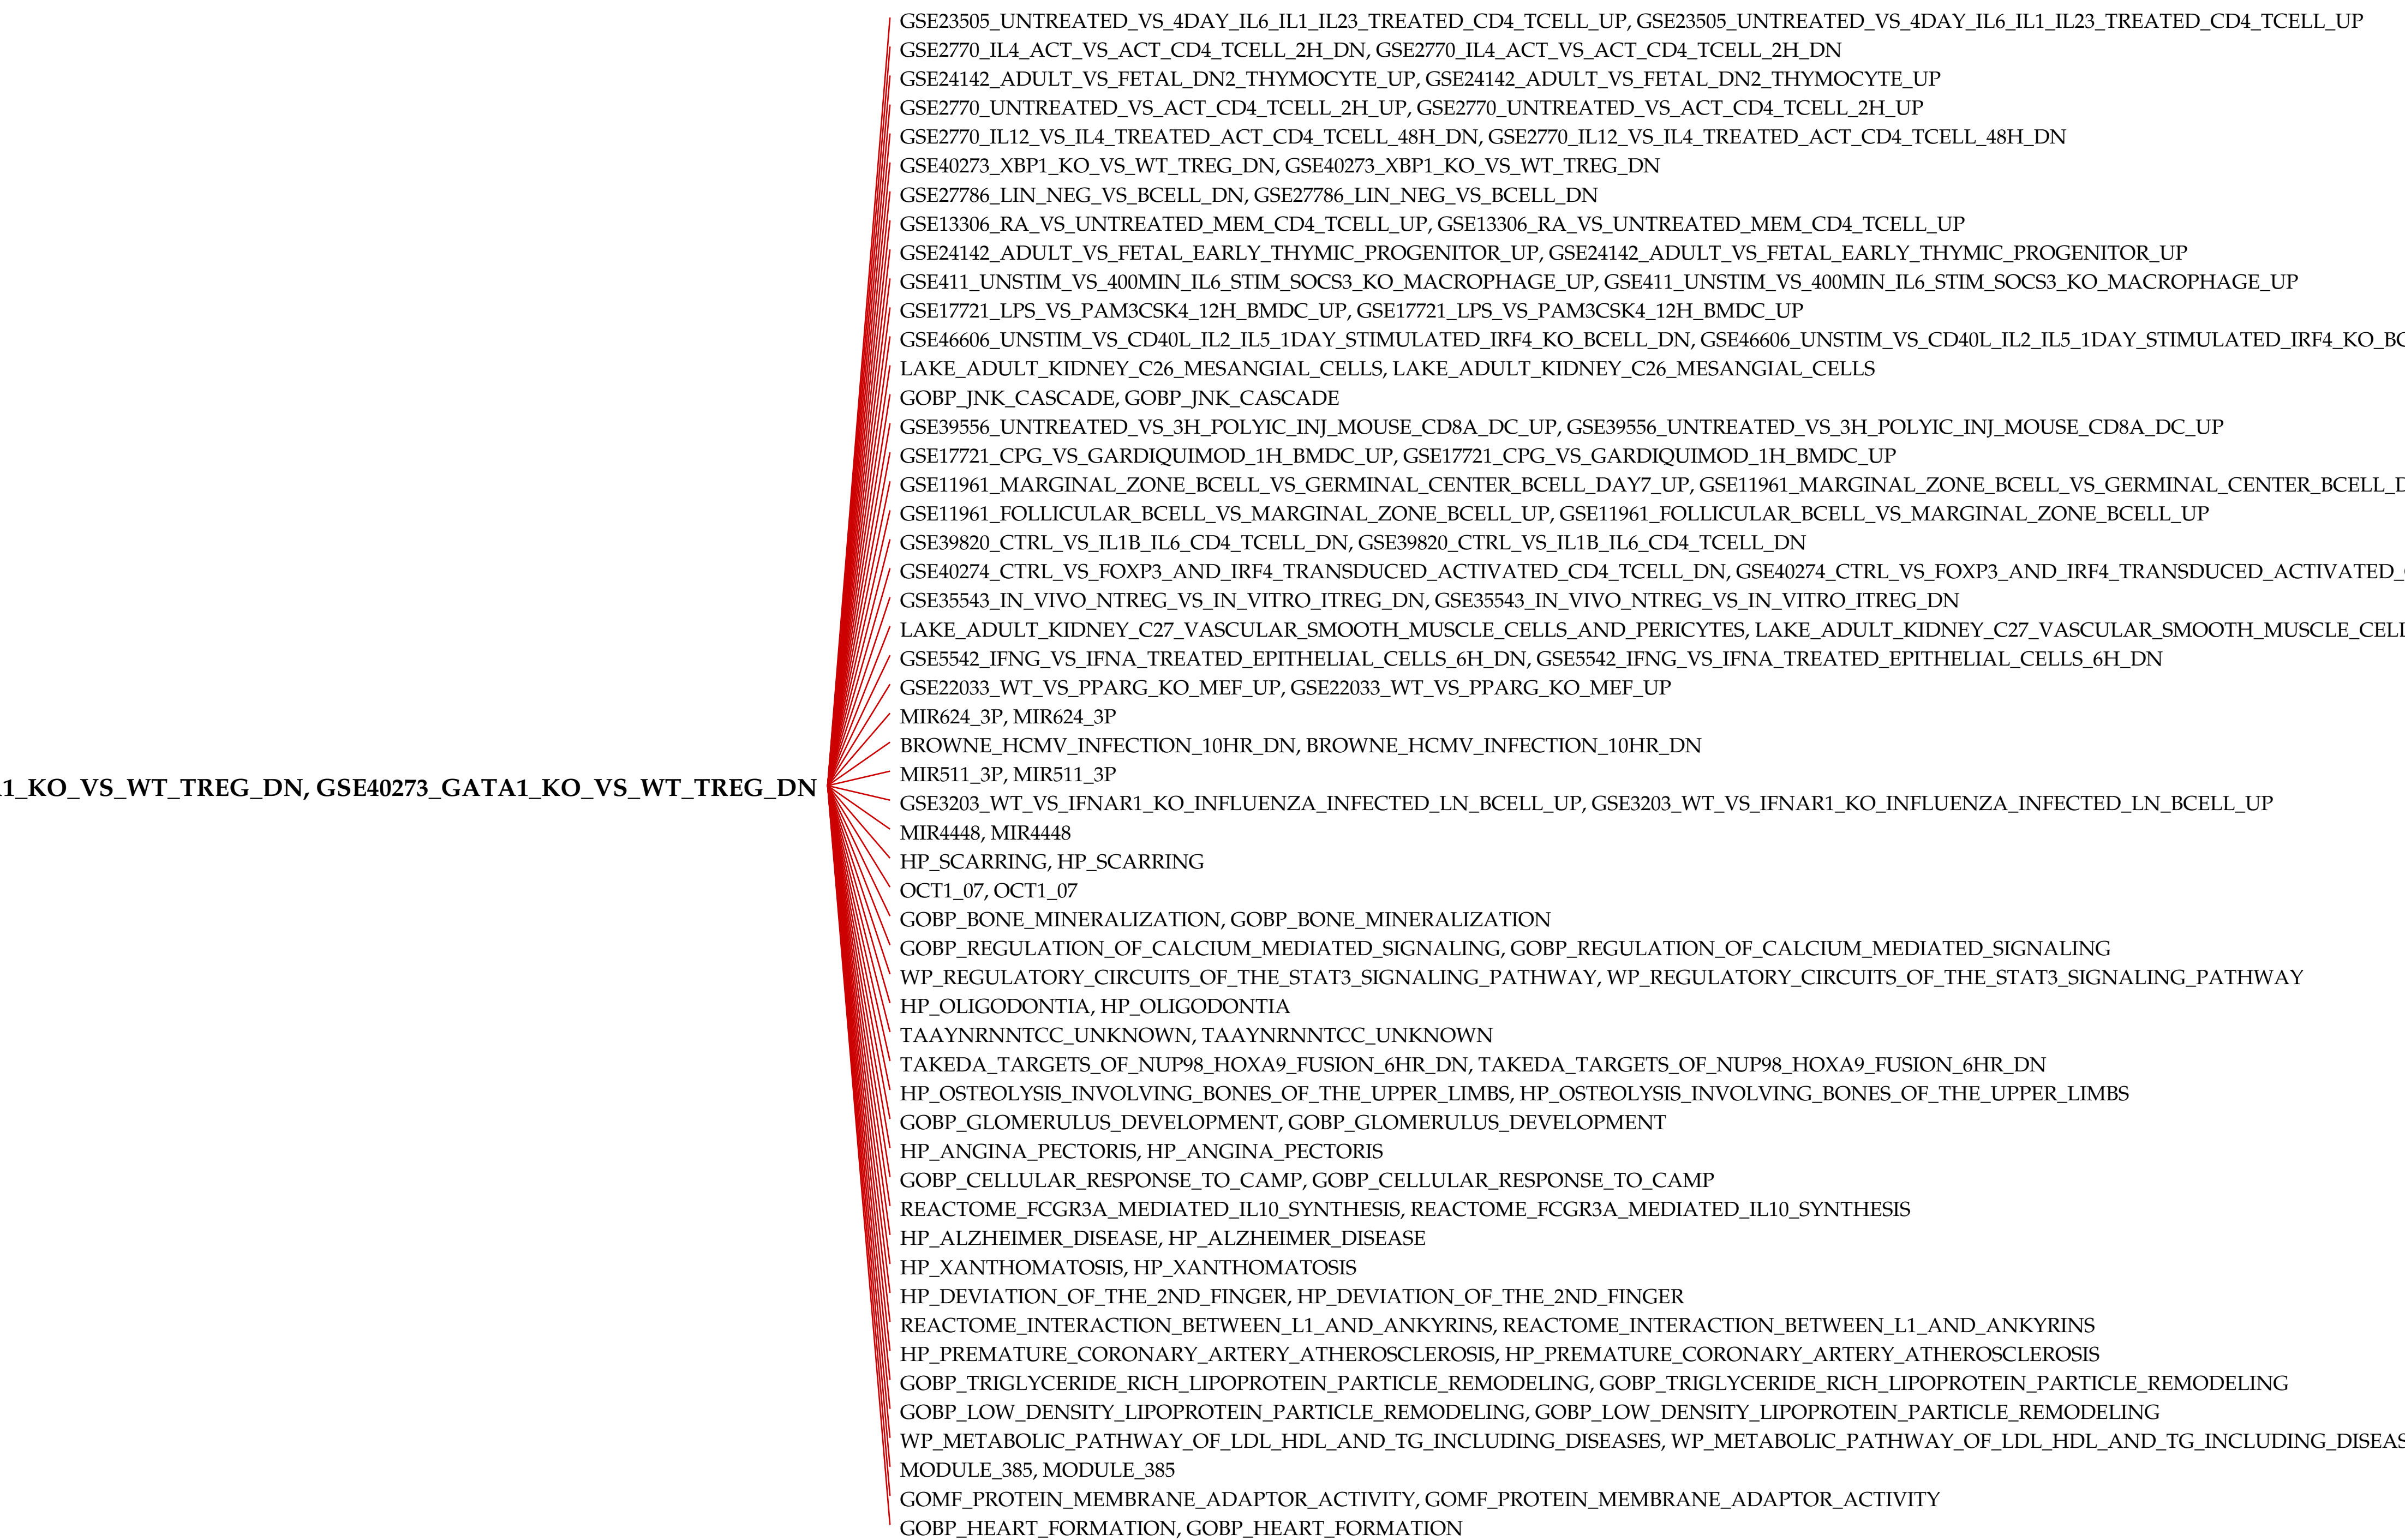 GSE23505_UNTREATED_VS_4DAY_IL6_IL1_IL23_TREATED_CD4_TCELL_UP, GSE23505_UNTREATED_VS_4DAY_IL6_IL1_IL23_TREATED_CD4_TCELL_UP
GSE2770_IL4_ACT_VS_ACT_CD4_TCELL_2H_DN, GSE2770_IL4_ACT_VS_ACT_CD4_TCELL_2H_DN
GSE24142_ADULT_VS_FETAL_DN2_THYMOCYTE_UP, GSE24142_ADULT_VS_FETAL_DN2_THYMOCYTE_UP
GSE2770_UNTREATED_VS_ACT_CD4_TCELL_2H_UP, GSE2770_UNTREATED_VS_ACT_CD4_TCELL_2H_UP
GSE2770_IL12_VS_IL4_TREATED_ACT_CD4_TCELL_48H_DN, GSE2770_IL12_VS_IL4_TREATED_ACT_CD4_TCELL_48H_DN
GSE40273_XBP1_KO_VS_WT_TREG_DN, GSE40273_XBP1_KO_VS_WT_TREG_DN
GSE27786_LIN_NEG_VS_BCELL_DN, GSE27786_LIN_NEG_VS_BCELL_DN
GSE13306_RA_VS_UNTREATED_MEM_CD4_TCELL_UP, GSE13306_RA_VS_UNTREATED_MEM_CD4_TCELL_UP
GSE24142_ADULT_VS_FETAL_EARLY_THYMIC_PROGENITOR_UP, GSE24142_ADULT_VS_FETAL_EARLY_THYMIC_PROGENITOR_UP
GSE411_UNSTIM_VS_400MIN_IL6_STIM_SOCS3_KO_MACROPHAGE_UP, GSE411_UNSTIM_VS_400MIN_IL6_STIM_SOCS3_KO_MACROPHAGE_UP
GSE17721_LPS_VS_PAM3CSK4_12H_BMDC_UP, GSE17721_LPS_VS_PAM3CSK4_12H_BMDC_UP
GSE46606_UNSTIM_VS_CD40L_IL2_IL5_1DAY_STIMULATED_IRF4_KO_BCELL_DN, GSE46606_UNSTIM_VS_CD40L_IL2_IL5_1DAY_STIMULATED_IRF4_KO_BC
LAKE_ADULT_KIDNEY_C26_MESANGIAL_CELLS, LAKE_ADULT_KIDNEY_C26_MESANGIAL_CELLS
GOBP_JNK_CASCADE, GOBP_JNK_CASCADE
GSE39556_UNTREATED_VS_3H_POLYIC_INJ_MOUSE_CD8A_DC_UP, GSE39556_UNTREATED_VS_3H_POLYIC_INJ_MOUSE_CD8A_DC_UP
GSE17721_CPG_VS_GARDIQUIMOD_1H_BMDC_UP, GSE17721_CPG_VS_GARDIQUIMOD_1H_BMDC_UP
GSE11961_MARGINAL_ZONE_BCELL_VS_GERMINAL_CENTER_BCELL_DAY7_UP, GSE11961_MARGINAL_ZONE_BCELL_VS_GERMINAL_CENTER_BCELL_D
GSE11961_FOLLICULAR_BCELL_VS_MARGINAL_ZONE_BCELL_UP, GSE11961_FOLLICULAR_BCELL_VS_MARGINAL_ZONE_BCELL_UP
GSE39820_CTRL_VS_IL1B_IL6_CD4_TCELL_DN, GSE39820_CTRL_VS_IL1B_IL6_CD4_TCELL_DN
GSE40274_CTRL_VS_FOXP3_AND_IRF4_TRANSDUCED_ACTIVATED_CD4_TCELL_DN, GSE40274_CTRL_VS_FOXP3_AND_IRF4_TRANSDUCED_ACTIVATED_
GSE35543_IN_VIVO_NTREG_VS_IN_VITRO_ITREG_DN, GSE35543_IN_VIVO_NTREG_VS_IN_VITRO_ITREG_DN
LAKE_ADULT_KIDNEY_C27_VASCULAR_SMOOTH_MUSCLE_CELLS_AND_PERICYTES, LAKE_ADULT_KIDNEY_C27_VASCULAR_SMOOTH_MUSCLE_CELL
GSE5542_IFNG_VS_IFNA_TREATED_EPITHELIAL_CELLS_6H_DN, GSE5542_IFNG_VS_IFNA_TREATED_EPITHELIAL_CELLS_6H_DN
GSE22033_WT_VS_PPARG_KO_MEF_UP, GSE22033_WT_VS_PPARG_KO_MEF_UP
MIR624_3P, MIR624_3P
BROWNE_HCMV_INFECTION_10HR_DN, BROWNE_HCMV_INFECTION_10HR_DN
MIR511_3P, MIR511_3P
1_KO_VS_WT_TREG_DN, GSE40273_GATA1_KO_VS_WT_TREG_DN
GSE3203_WT_VS_IFNAR1_KO_INFLUENZA_INFECTED_LN_BCELL_UP, GSE3203_WT_VS_IFNAR1_KO_INFLUENZA_INFECTED_LN_BCELL_UP
MIR4448, MIR4448
HP_SCARRING, HP_SCARRING
OCT1_07, OCT1_07
GOBP_BONE_MINERALIZATION, GOBP_BONE_MINERALIZATION
GOBP_REGULATION_OF_CALCIUM_MEDIATED_SIGNALING, GOBP_REGULATION_OF_CALCIUM_MEDIATED_SIGNALING
WP_REGULATORY_CIRCUITS_OF_THE_STAT3_SIGNALING_PATHWAY, WP_REGULATORY_CIRCUITS_OF_THE_STAT3_SIGNALING_PATHWAY
HP_OLIGODONTIA, HP_OLIGODONTIA
TAAYNRNNTCC_UNKNOWN, TAAYNRNNTCC_UNKNOWN
TAKEDA_TARGETS_OF_NUP98_HOXA9_FUSION_6HR_DN, TAKEDA_TARGETS_OF_NUP98_HOXA9_FUSION_6HR_DN
HP_OSTEOLYSIS_INVOLVING_BONES_OF_THE_UPPER_LIMBS, HP_OSTEOLYSIS_INVOLVING_BONES_OF_THE_UPPER_LIMBS
GOBP_GLOMERULUS_DEVELOPMENT, GOBP_GLOMERULUS_DEVELOPMENT
HP_ANGINA_PECTORIS, HP_ANGINA_PECTORIS
GOBP_CELLULAR_RESPONSE_TO_CAMP, GOBP_CELLULAR_RESPONSE_TO_CAMP
REACTOME_FCGR3A_MEDIATED_IL10_SYNTHESIS, REACTOME_FCGR3A_MEDIATED_IL10_SYNTHESIS
HP_ALZHEIMER_DISEASE, HP_ALZHEIMER_DISEASE
HP_XANTHOMATOSIS, HP_XANTHOMATOSIS
HP_DEVIATION_OF_THE_2ND_FINGER, HP_DEVIATION_OF_THE_2ND_FINGER
REACTOME_INTERACTION_BETWEEN_L1_AND_ANKYRINS, REACTOME_INTERACTION_BETWEEN_L1_AND_ANKYRINS
HP_PREMATURE_CORONARY_ARTERY_ATHEROSCLEROSIS, HP_PREMATURE_CORONARY_ARTERY_ATHEROSCLEROSIS
GOBP_TRIGLYCERIDE_RICH_LIPOPROTEIN_PARTICLE_REMODELING, GOBP_TRIGLYCERIDE_RICH_LIPOPROTEIN_PARTICLE_REMODELING
GOBP_LOW_DENSITY_LIPOPROTEIN_PARTICLE_REMODELING, GOBP_LOW_DENSITY_LIPOPROTEIN_PARTICLE_REMODELING
WP_METABOLIC_PATHWAY_OF_LDL_HDL_AND_TG_INCLUDING_DISEASES, WP_METABOLIC_PATHWAY_OF_LDL_HDL_AND_TG_INCLUDING_DISEAS
MODULE_385, MODULE_385
GOMF_PROTEIN_MEMBRANE_ADAPTOR_ACTIVITY, GOMF_PROTEIN_MEMBRANE_ADAPTOR_ACTIVITY
GOBP_HEART_FORMATION, GOBP_HEART_FORMATION